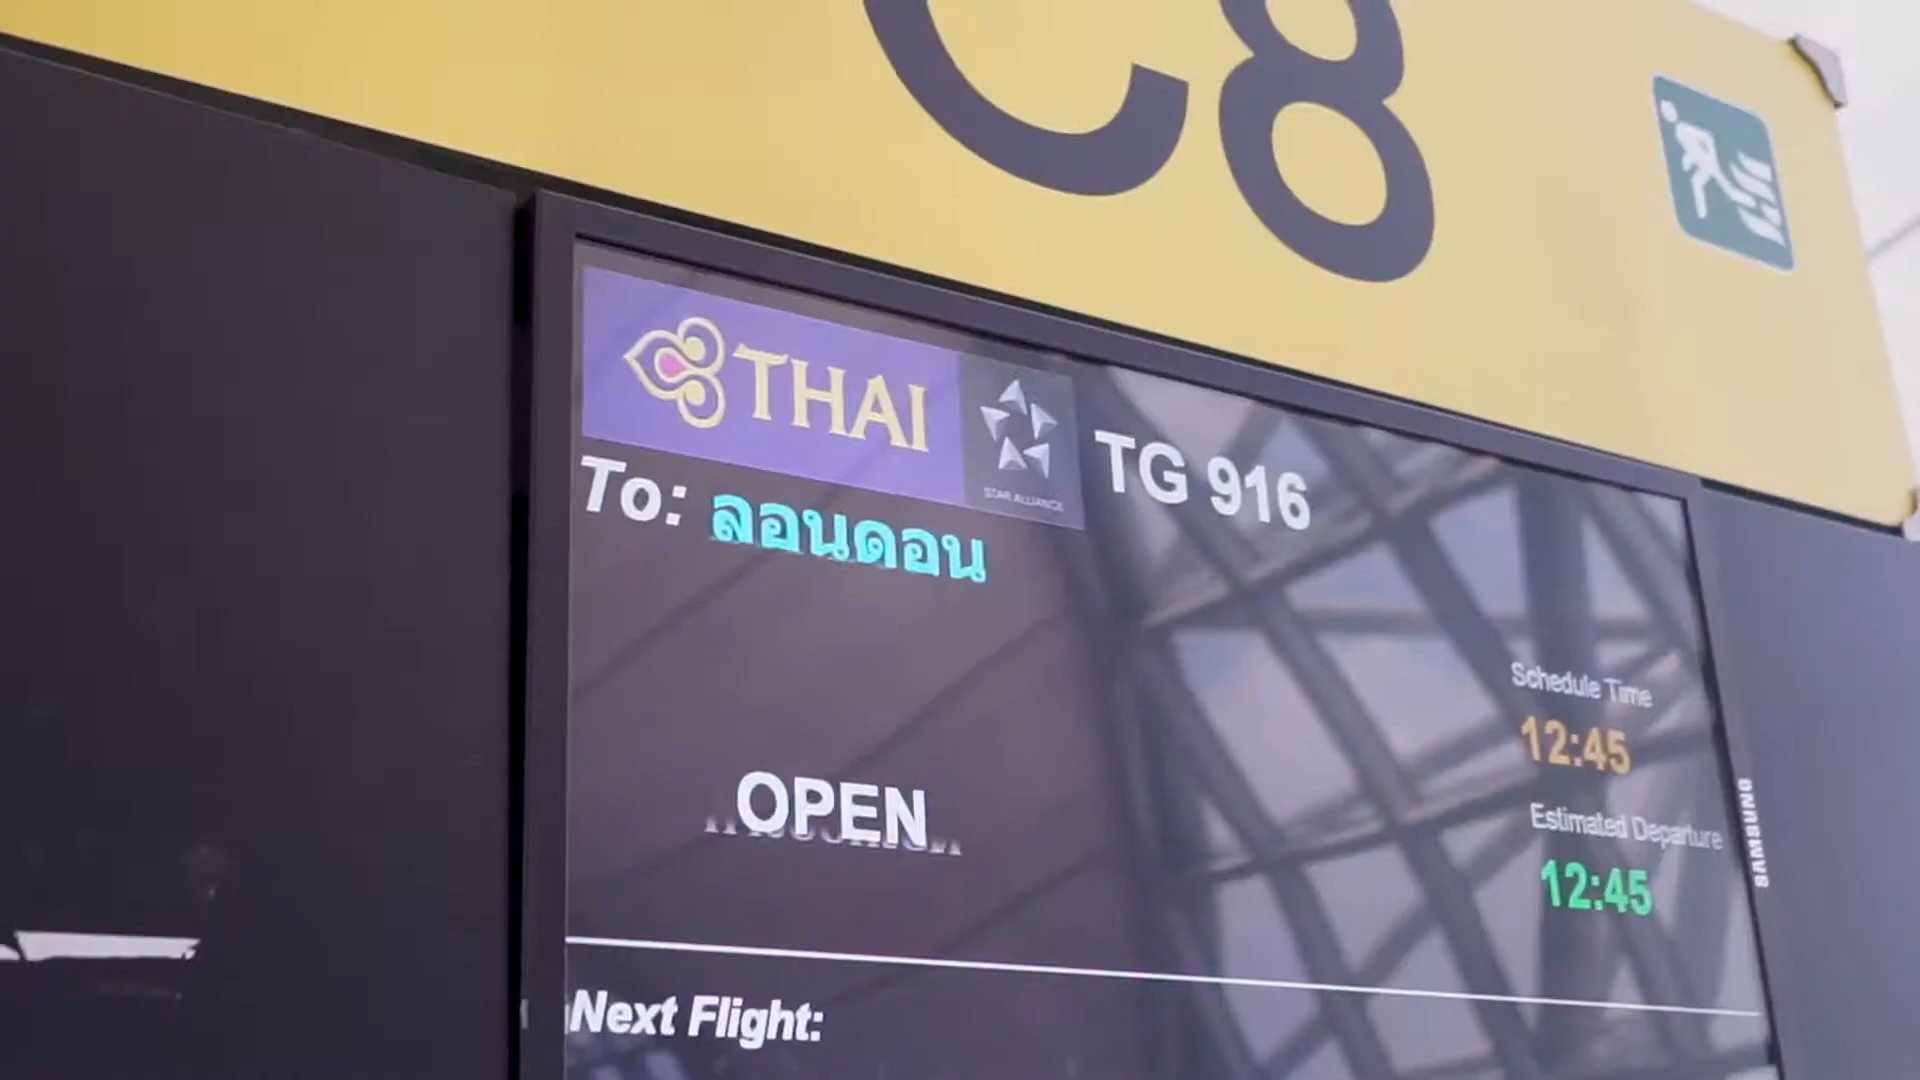 C8
THAI
STAR ALLIANCE
TG 916
To: ลอนดอน
Schedule Time
12:45
OPEN
Estimated Departure
12:45
SAMSUNG
Next Flight: